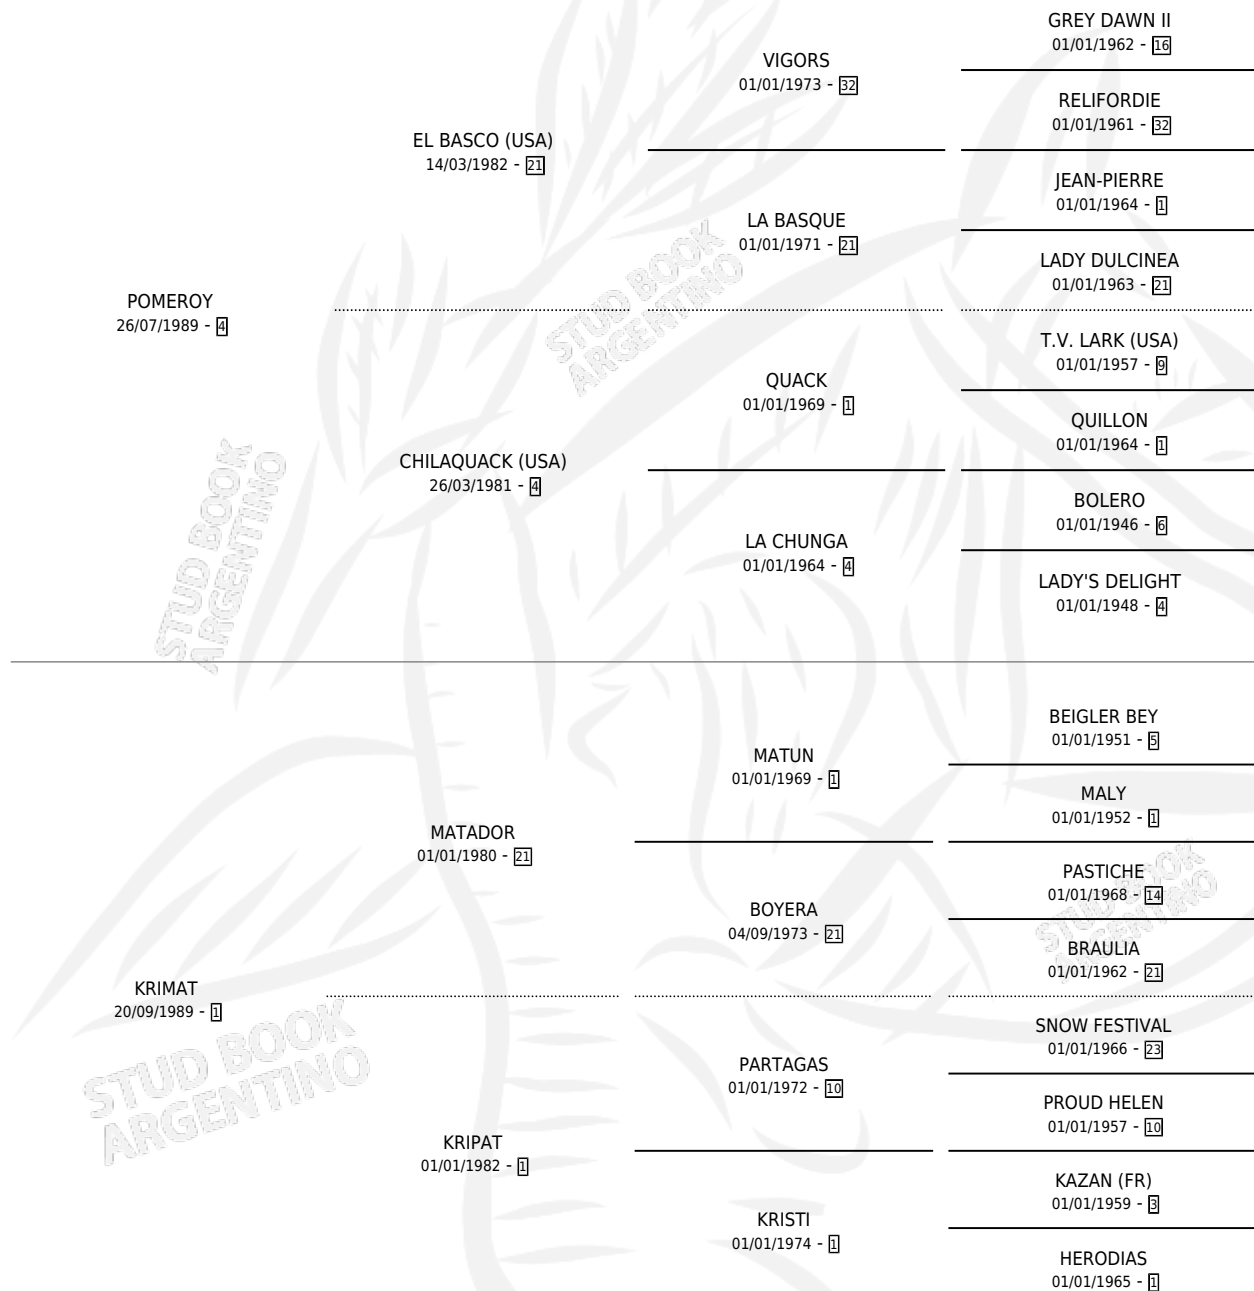 GREY DAWN II
01/01/1962 - 16
VIGORS
01/01/1973 - 32
RELIFORDIE
01/01/1961 - 32
EL BASCO (USA)
14/03/1982 - 21
JEAN-PIERRE
01/01/1964 - 1
LA BASQUE
01/01/1971 - 21
LADY DULCINEA
01/01/1963 - 21
POMEROY
26/07/1989 - 4
T.V. LARK (USA)
01/01/1957 - 9
QUACK
01/01/1969 - 1
QUILLON
01/01/1964 - 1
CHILAQUACK (USA)
26/03/1981 - 4
BOLERO
01/01/1946 - 6
LA CHUNGA
01/01/1964 - 4
LADY'S DELIGHT
01/01/1948 - 4
STUD BOOK
ARGENTINO
STUD BOOK
ARGENTINO
BEIGLER BEY
01/01/1951 - 5
MATUN
01/01/1969 - 1
MALY
01/01/1952 - 1
MATADOR
01/01/1980 - 21
PASTICHE
01/01/1968 - 14
BOYERA
04/09/1973 - 21
BRAULIA
01/01/1962 - 21
KRIMAT
20/09/1989 - 1
SNOW FESTIVAL
01/01/1966 - 23
PARTAGAS
01/01/1972 - 10
PROUD HELEN
01/01/1957 - 10
KRIPAT
01/01/1982 - 1
KAZAN (FR)
01/01/1959 - 3
KRISTI
01/01/1974 - 1
HERODIAS
01/01/1965 - 1
STUD BOOK
ARGENTINO
STUD BOOK
ARGENTINO